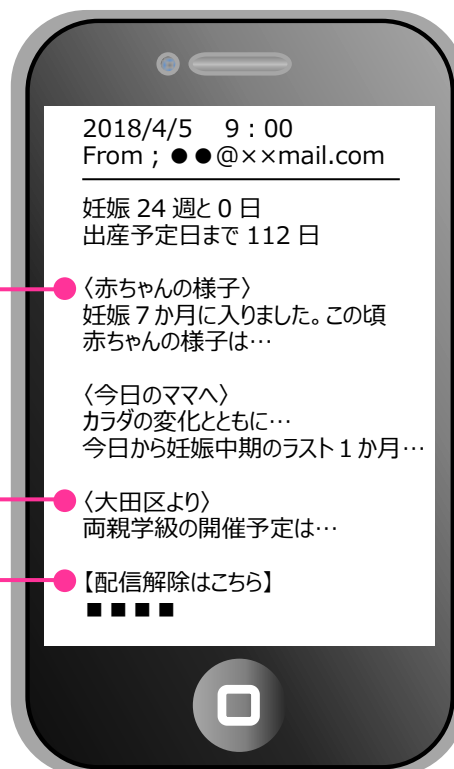 2018/4/5 9：00
From；●●@××mail.com
妊娠 24 週と 0 日
出産予定日まで 112 日
〈赤ちゃんの様子〉
妊娠７か月に入りました。この頃
赤ちゃんの様子は…
〈今日のママへ〉
カラダの変化とともに…
今日から妊娠中期のラスト１か月…
〈大田区より〉
両親学級の開催予定は…
【配信解除はこちら】
■■■■